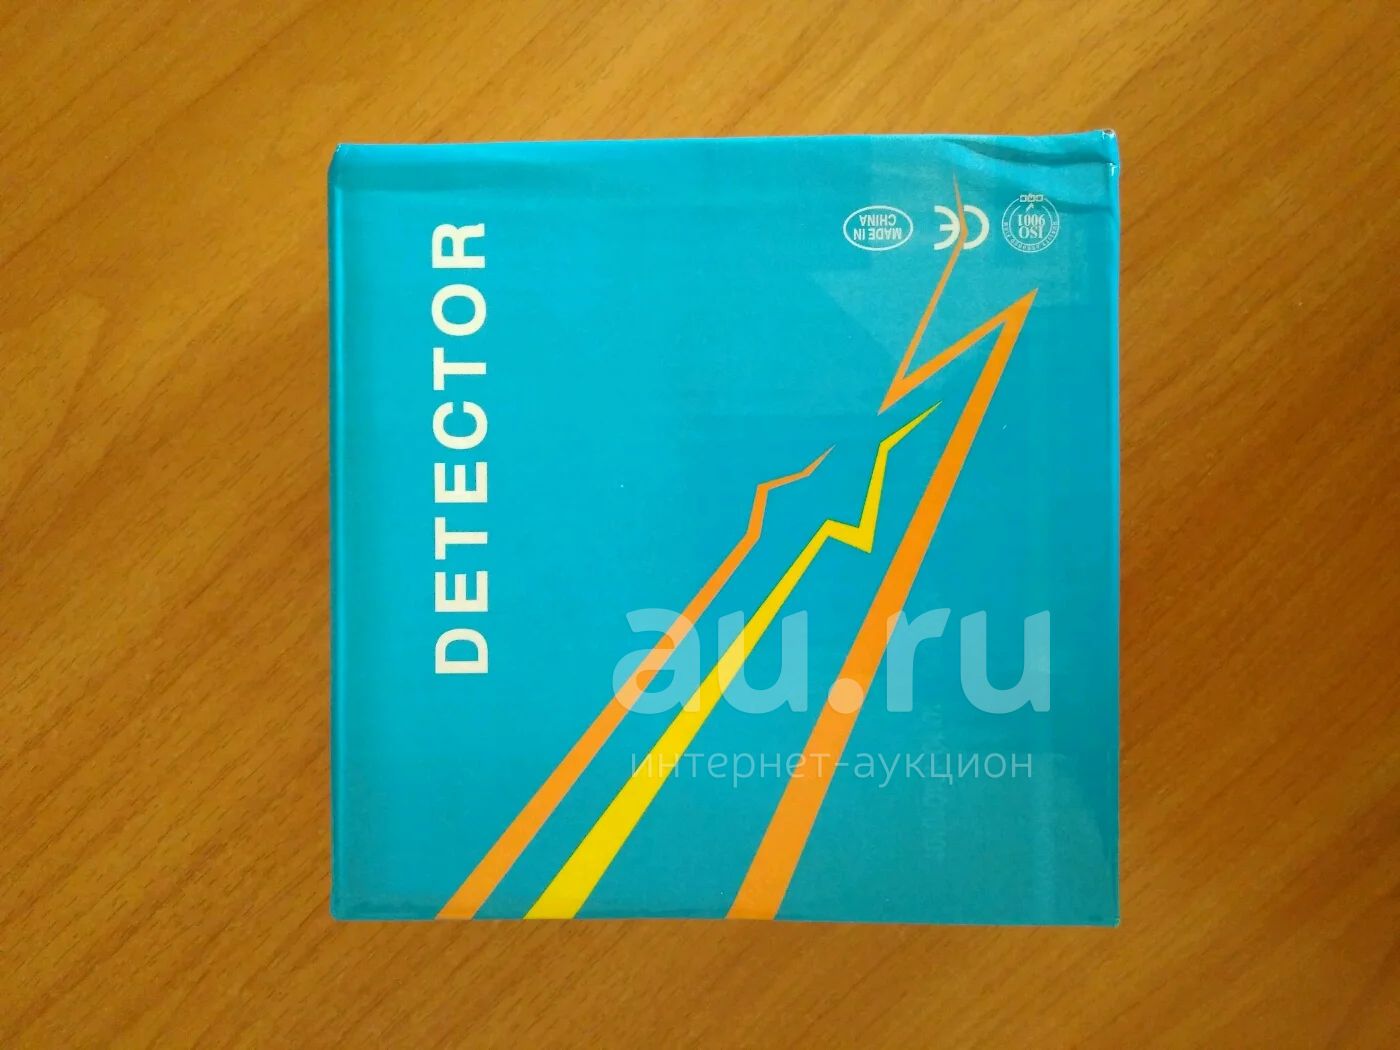 DETECTOR
MADE IN
CHINA
CE
ISO
9001
au.ru
интернет-аукцион